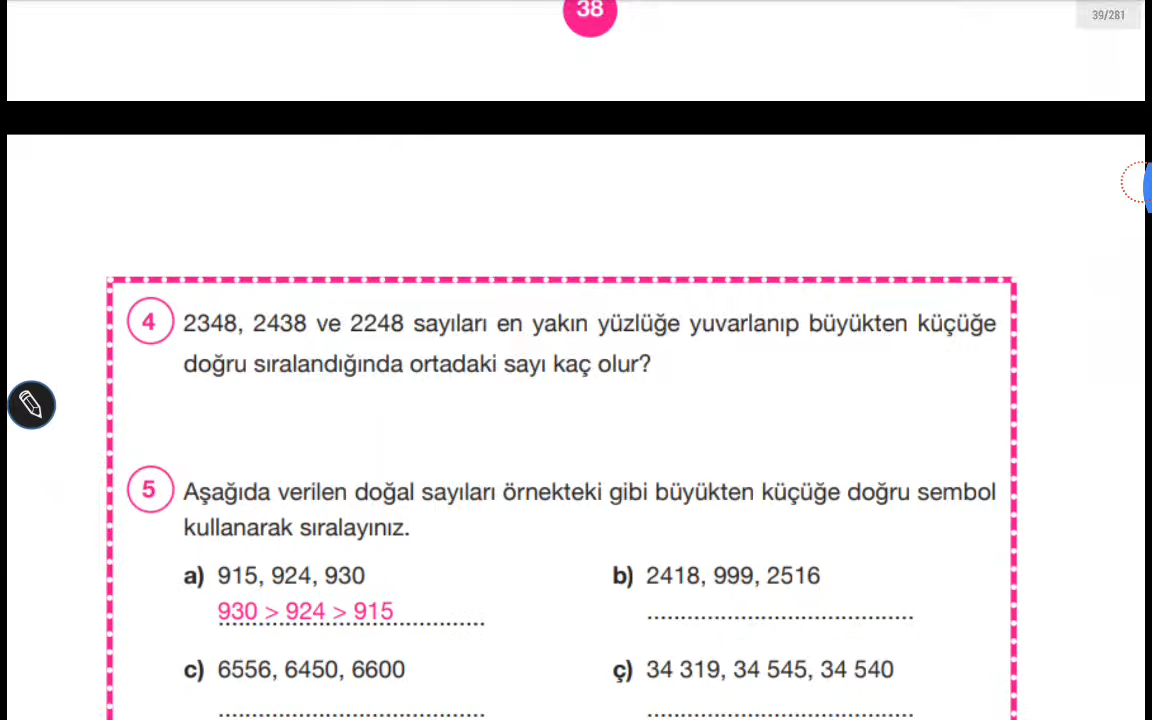 38
39/281
4 2348, 2438 ve 2248 sayıları en yakın yüzlüğe yuvarlanıp büyükten küçüğe
doğru sıralandığında ortadaki sayı kaç olur?
5 Aşağıda verilen doğal sayıları örnekteki gibi büyükten küçüğe doğru sembol
kullanarak sıralayınız.
a) 915, 924, 930
930 > 924 > 915
b) 2418, 999, 2516
c) 6556, 6450, 6600
ç) 34 319, 34 545, 34 540